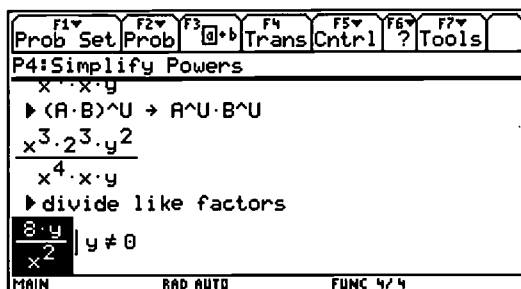 F1▼ F2▼ F3 F4 F5▼ F6▼ F7▼
Prob Set Prob a+b Trans Cntrl ? Tools
P4:Simplify Powers
x·y
▶(A·B)^U → A^U·B^U
x³·2³·y²
x⁴·x·y
▶divide like factors
8·y
x² | y ≠ 0
MAIN RAD AUTO FUNC 4/4